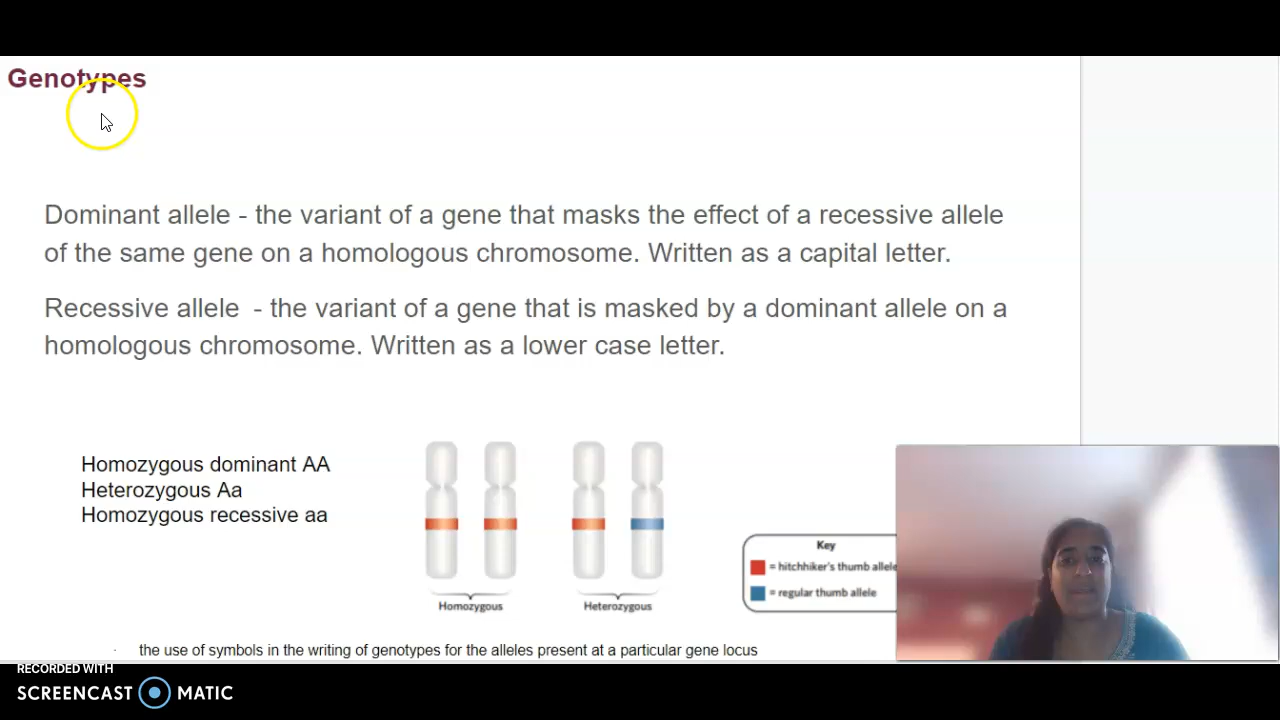 Genotypes
Dominant allele - the variant of a gene that masks the effect of a recessive allele
of the same gene on a homologous chromosome. Written as a capital letter.
Recessive allele - the variant of a gene that is masked by a dominant allele on a
homologous chromosome. Written as a lower case letter.
Homozygous dominant AA
Heterozygous Aa
Homozygous recessive aa
Homozygous
Heterozygous
Key
= hitchhiker's thumb allele
= regular thumb allele
the use of symbols in the writing of genotypes for the alleles present at a particular gene locus
RECORDED WITH
SCREENCAST MATIC